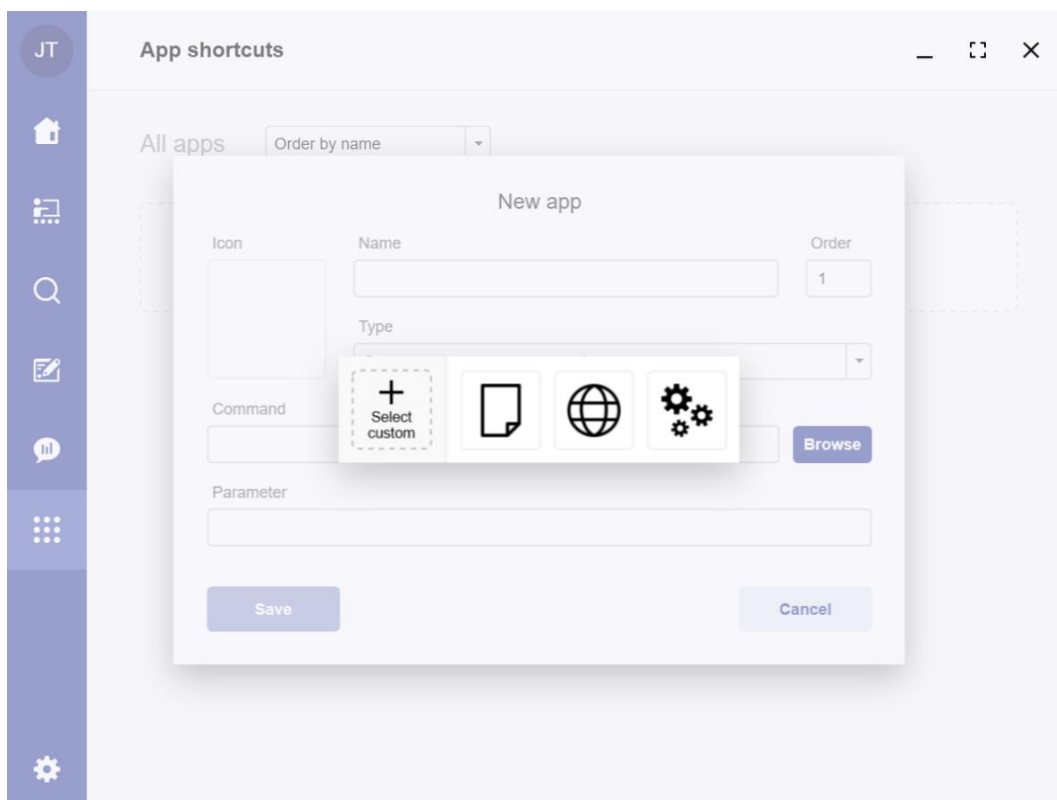 JT
App shortcuts
All apps
Order by name
New app
Icon
Name
Order
1
Type
Select
custom
Command
Browse
Parameter
Save
Cancel